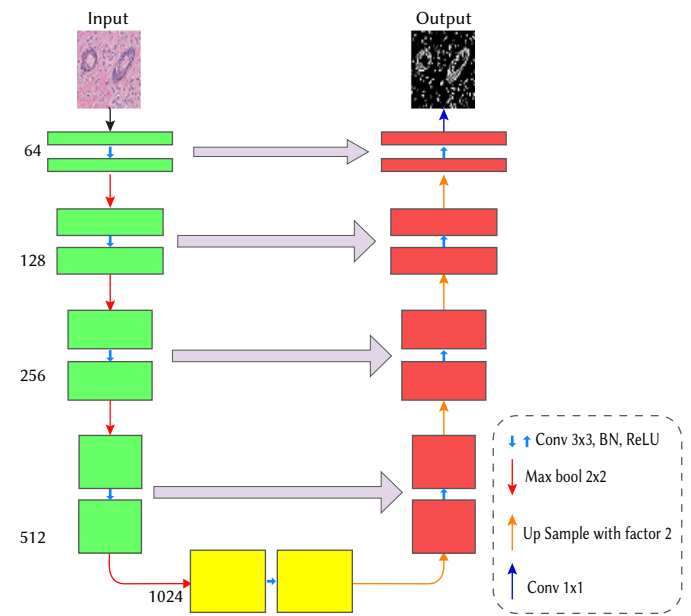 Input
Output
64
128
256
512
1024
Conv 3x3, BN, ReLU
Max bool 2x2
Up Sample with factor 2
Conv 1x1